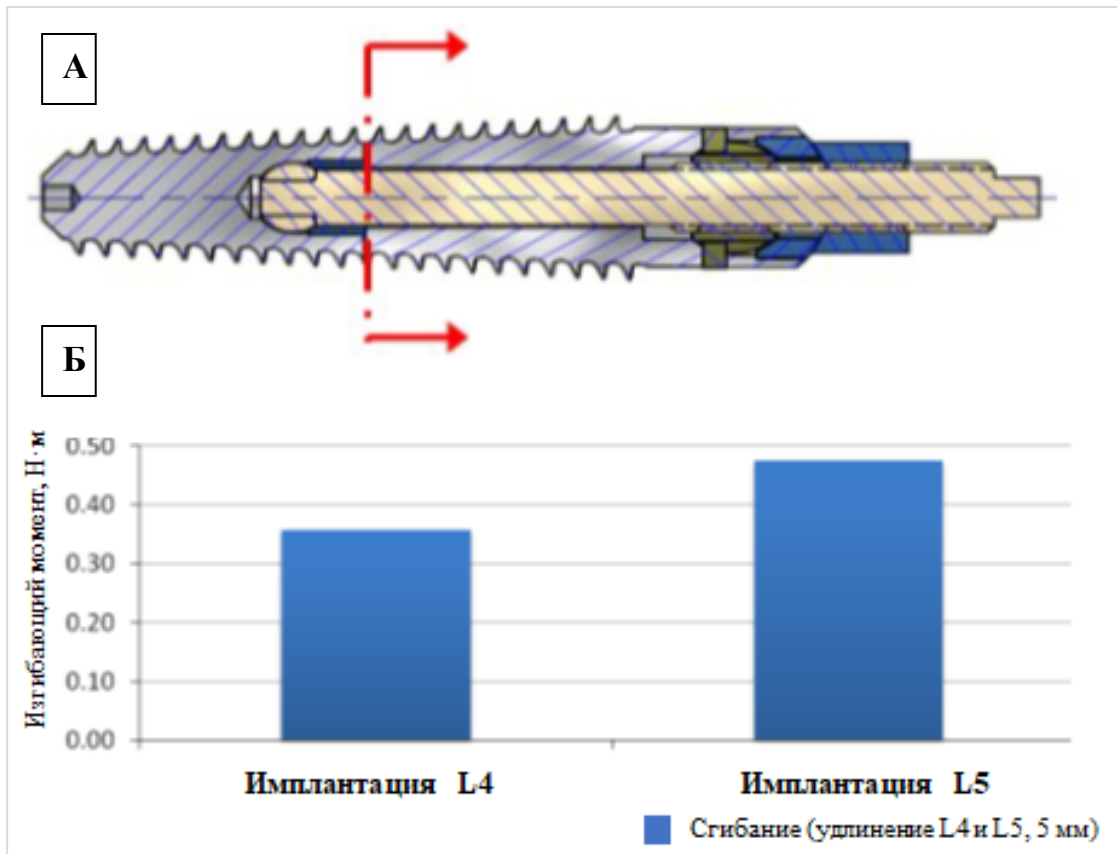 А
Б
Изгибающий момент, Н·м
0.50
0.40
0.30
0.20
0.10
0.00
Имплантация L4
Имплантация L5
Сгибание (удлинение L4 и L5, 5 мм)